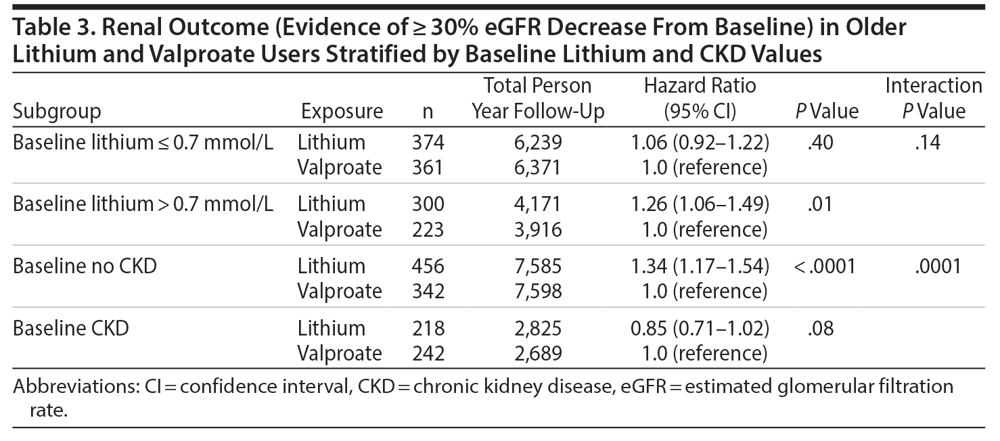 Table 3. Renal Outcome (Evidence of ≥ 30% eGFR Decrease From Baseline) in Older
Lithium and Valproate Users Stratified by Baseline Lithium and CKD Values
Total Person Hazard Ratio Interaction
Subgroup Exposure n Year Follow-Up (95% CI) P Value P Value
Baseline lithium ≤ 0.7 mmol/L Lithium 374 6,239 1.06 (0.92–1.22) .40 .14
Valproate 361 6,371 1.0 (reference)
Baseline lithium > 0.7 mmol/L Lithium 300 4,171 1.26 (1.06–1.49) .01
Valproate 223 3,916 1.0 (reference)
Baseline no CKD Lithium 456 7,585 1.34 (1.17–1.54) < .0001 .0001
Valproate 342 7,598 1.0 (reference)
Baseline CKD Lithium 218 2,825 0.85 (0.71–1.02) .08
Valproate 242 2,689 1.0 (reference)
Abbreviations: CI = confidence interval, CKD = chronic kidney disease, eGFR = estimated glomerular filtration
rate.